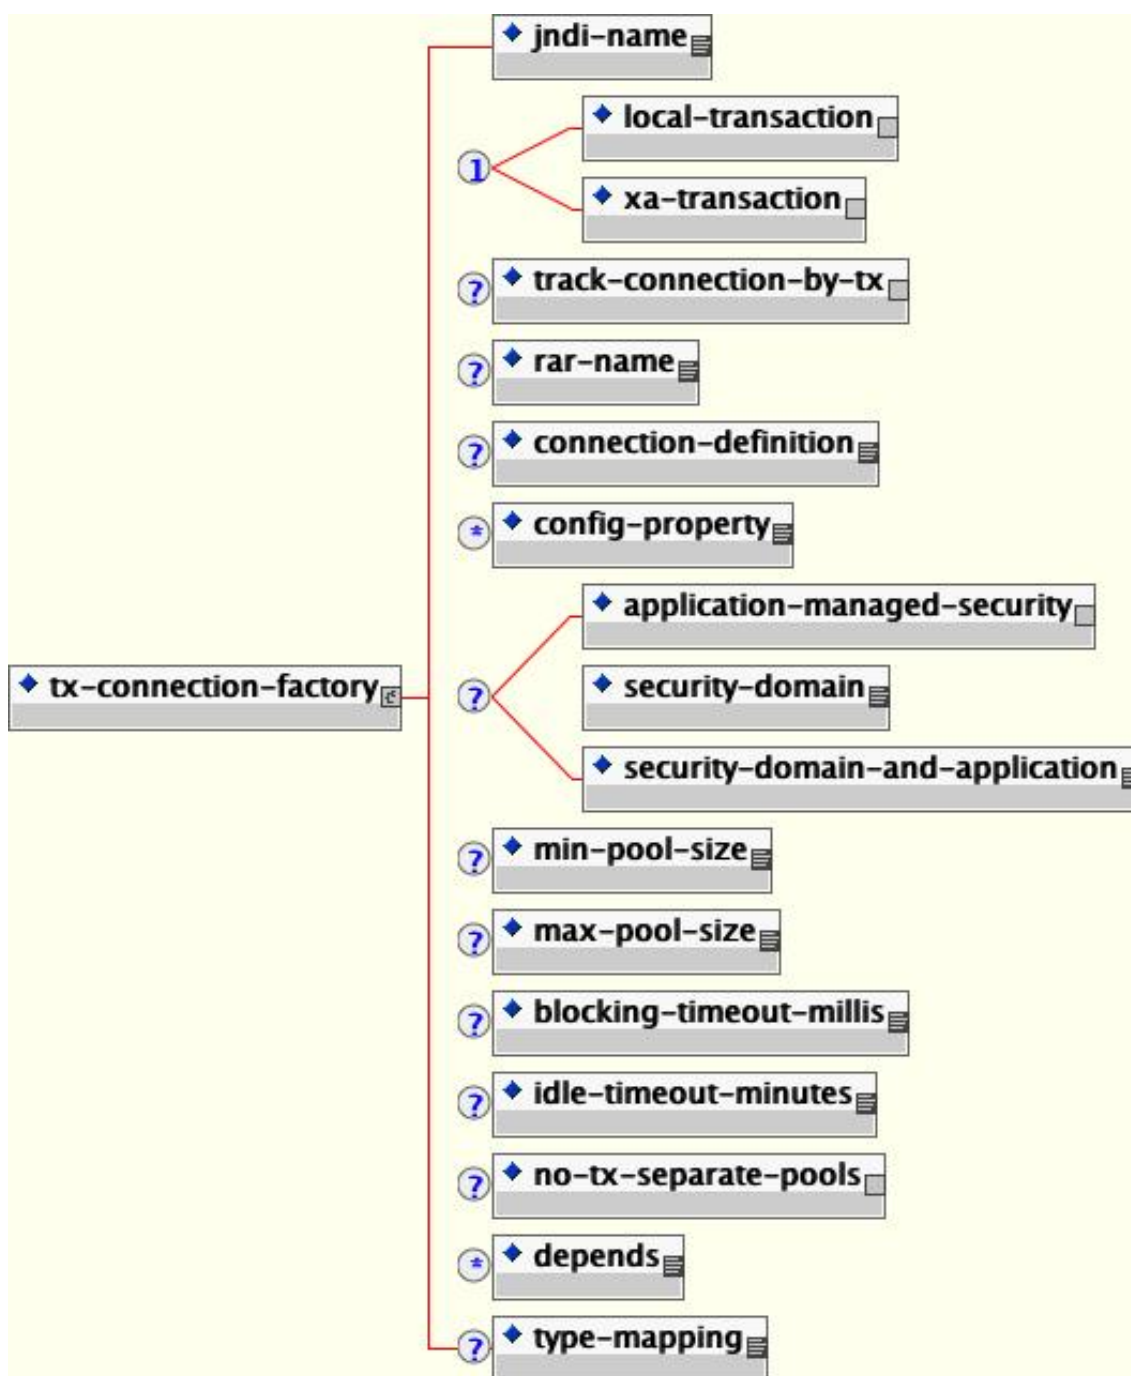 jndi-name
local-transaction
1
xa-transaction
? track-connection-by-tx
? rar-name
? connection-definition
* config-property
application-managed-security
tx-connection-factory
? security-domain
security-domain-and-application
? min-pool-size
? max-pool-size
? blocking-timeout-millis
? idle-timeout-minutes
? no-tx-separate-pools
* depends
? type-mapping